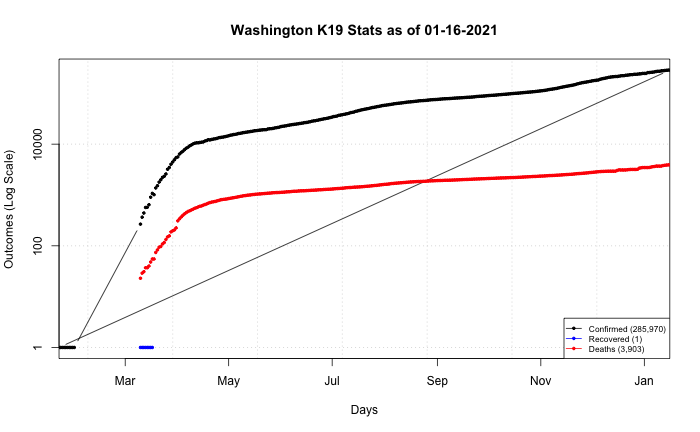 Washington K19 Stats as of 01-16-2021
Outcomes (Log Scale)
10000
100
1
Confirmed (285,970)
Recovered (1)
Deaths (3,903)
Mar May Jul Sep Nov Jan
Days